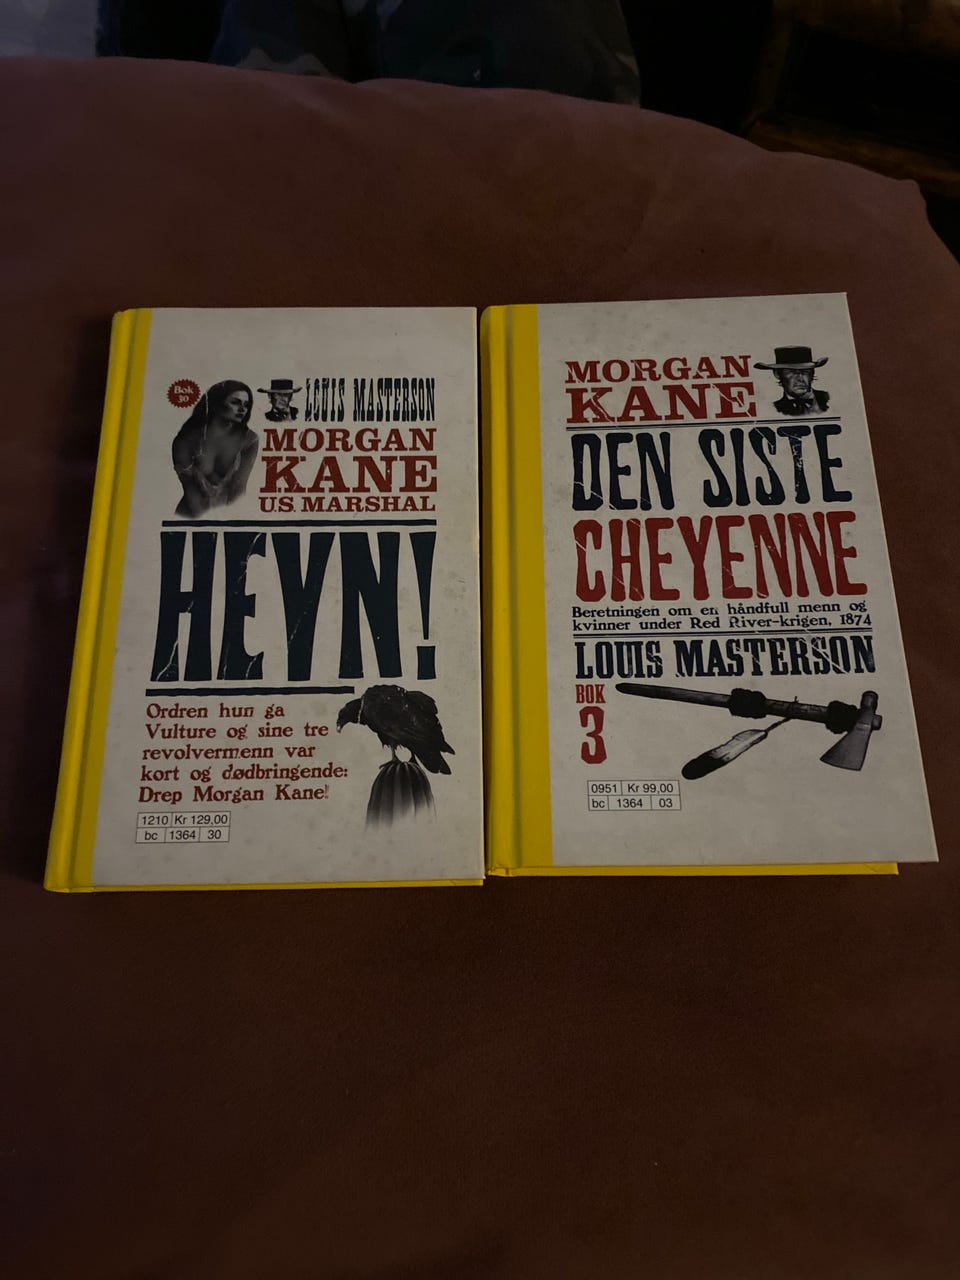 Bok
30
LOUIS MASTERSON
MORGAN
KANE
U.S. MARSHAL
HEVN!
Ordren hun ga
Vulture og sine tre
revolvermenn var
kort og dødbringende:
Drep Morgan Kane!
1210 Kr 129,00
bc 1364 30
MORGAN
KANE
DEN SISTE
CHEYENNE
Beretningen om en håndfull menn og
kvinner under Red River-krigen, 1874
LOUIS MASTERSON
BOK
3
0951 Kr 99,00
bc 1364 03